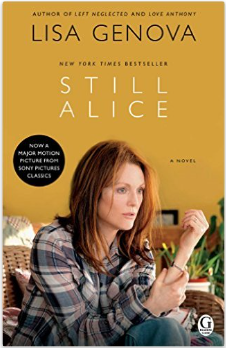 AUTHOR OF LEFT NEGLECTED AND LOVE ANTHONY
LISA GENOVA
NEW YORK TIMES BESTSELLER
STILL
ALICE
NOW A
MAJOR MOTION
PICTURE FROM
SONY PICTURES
CLASSICS
A NOVEL
G